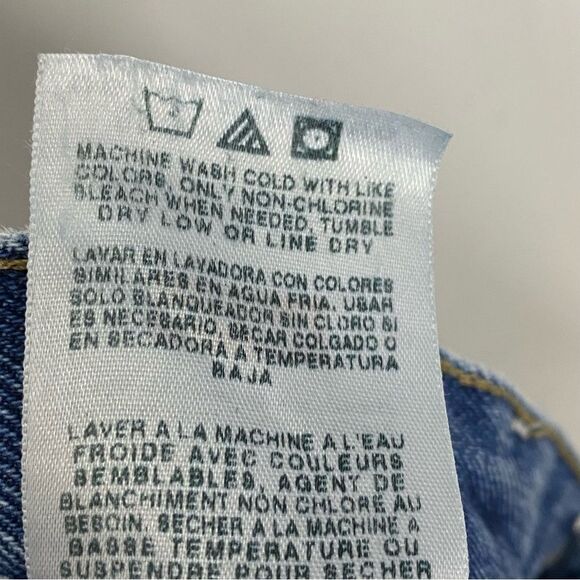 MACHINE WASH COLD WITH LIKE
COLORS, ONLY NON-CHLORINE
BLEACH WHEN NEEDED, TUMBLE
DRY LOW OR LINE DRY
LAVAR EN LAVADORA CON COLORES
SIMILARES EN AGUA FRIA. USAR
SOLO BLANQUEADOR SIN CLORO SI
ES NECESARIO, SECAR COLGADO O
EN SECADORA A TEMPERATURA
BAJA
LAVER A LA MACHINE A L'EAU
FROIDE AVEC COULEURS
SEMBLABLES, AGENT DE
BLANCHIMENT NON CHLORE AU
BESOIN. SECHER A LA MACHINE A
BASSE TEMPERATURE OU
SUSPENDRE POUR SECHER